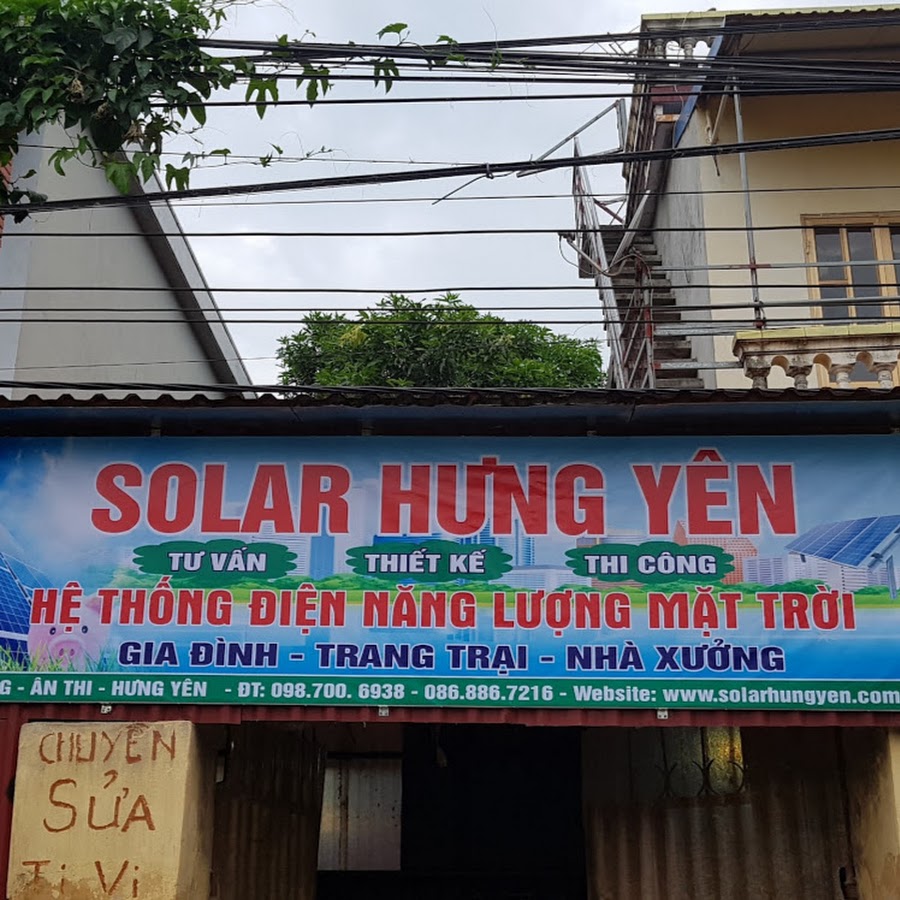 SOLAR HƯNG YÊN
TƯ VẤN THIẾT KẾ THI CÔNG
HỆ THỐNG ĐIỆN NĂNG LƯỢNG MẶT TRỜI
GIA ĐÌNH - TRANG TRẠI - NHÀ XƯỞNG
- ÂN THI - HƯNG YÊN - ĐT: 098.700. 6938 - 086.886.7216 - Website: www.solarhungyen.com
CHUYÊN
SỬA
Ti Vi